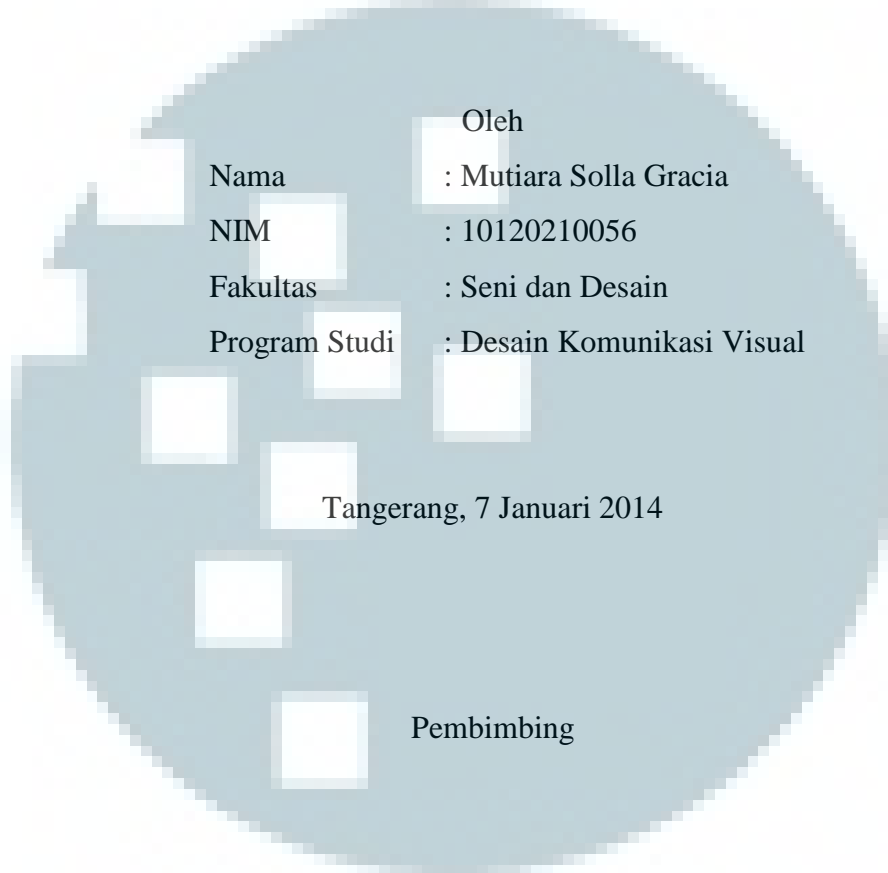 Oleh
Nama : Mutiara Solla Gracia
NIM : 10120210056
Fakultas : Seni dan Desain
Program Studi : Desain Komunikasi Visual
Tangerang, 7 Januari 2014
Pembimbing